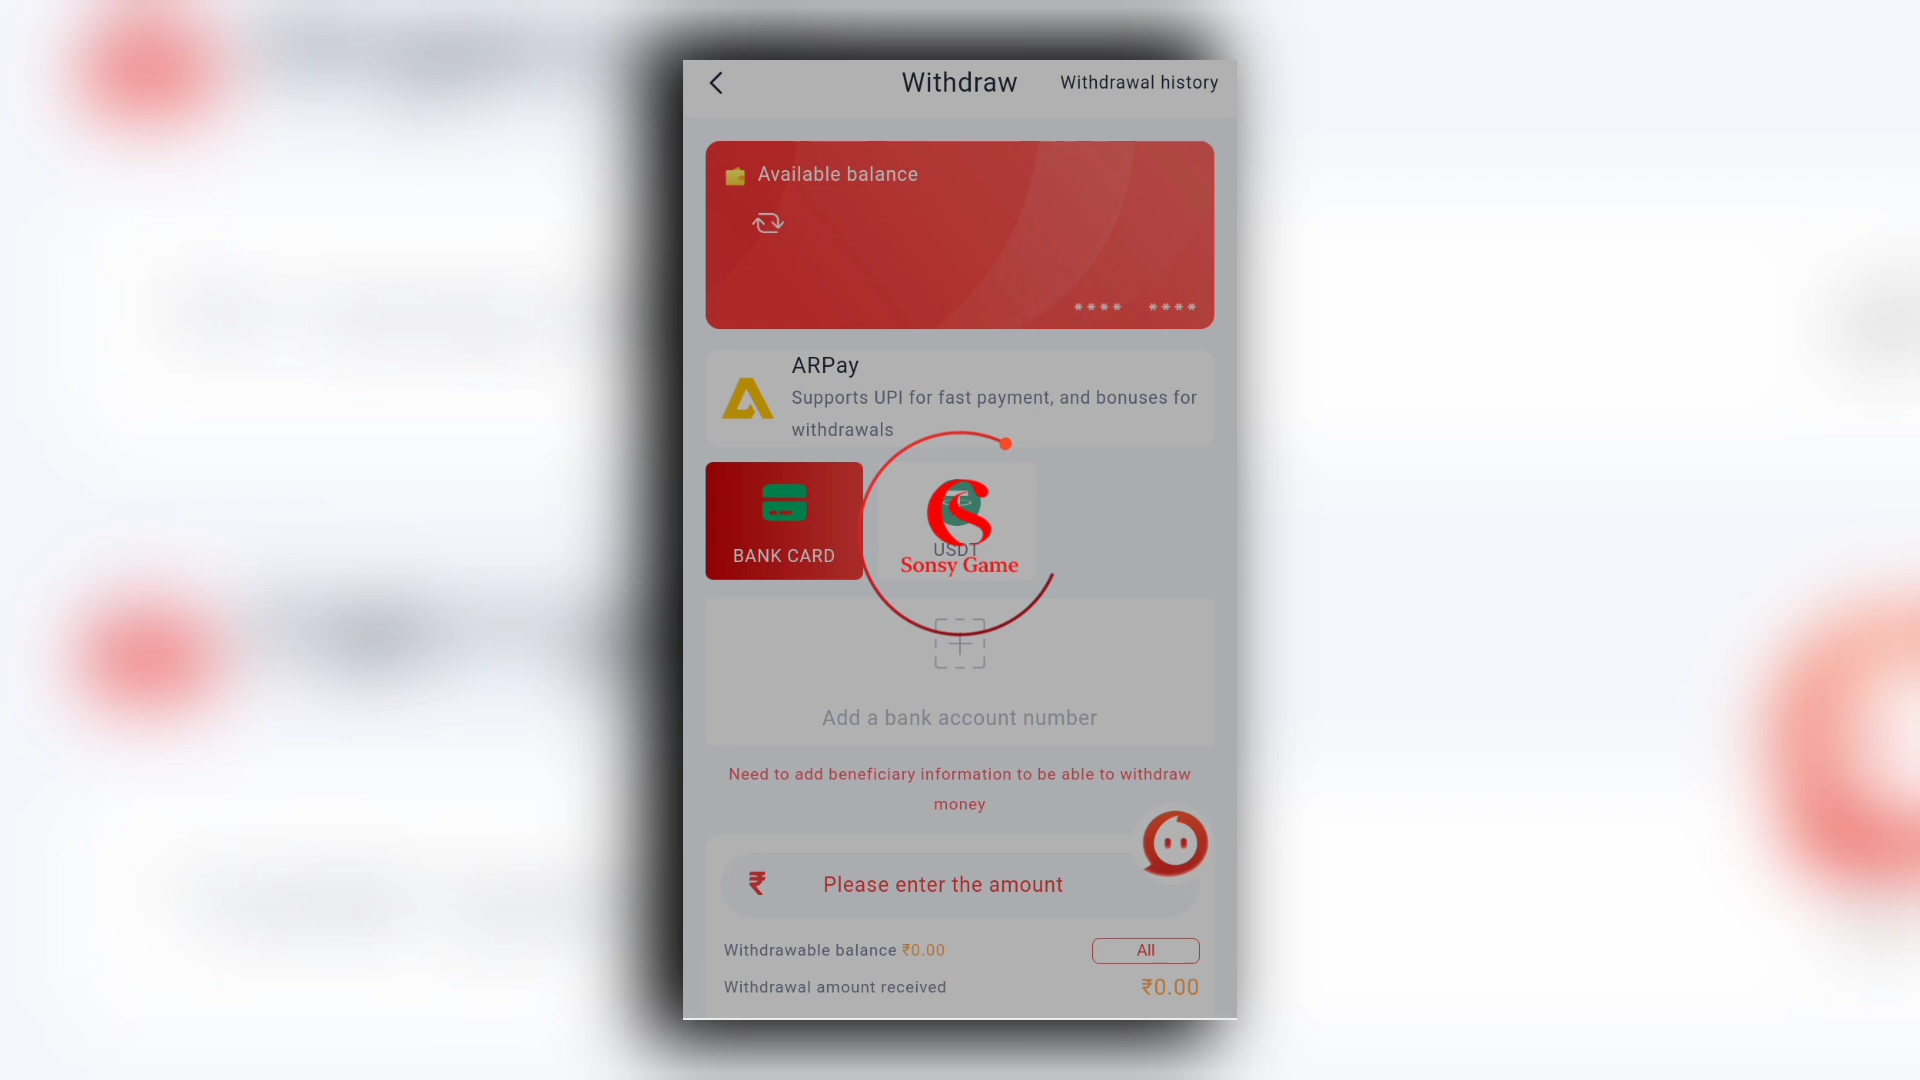 Withdraw
Withdrawal history
Available balance
**** ****
ARPay
Supports UPI for fast payment, and bonuses for
withdrawals
BANK CARD
USDT
Sonsy Game
Add a bank account number
Need to add beneficiary information to be able to withdraw
money
₹ Please enter the amount
Withdrawable balance ₹0.00
All
Withdrawal amount received
₹0.00